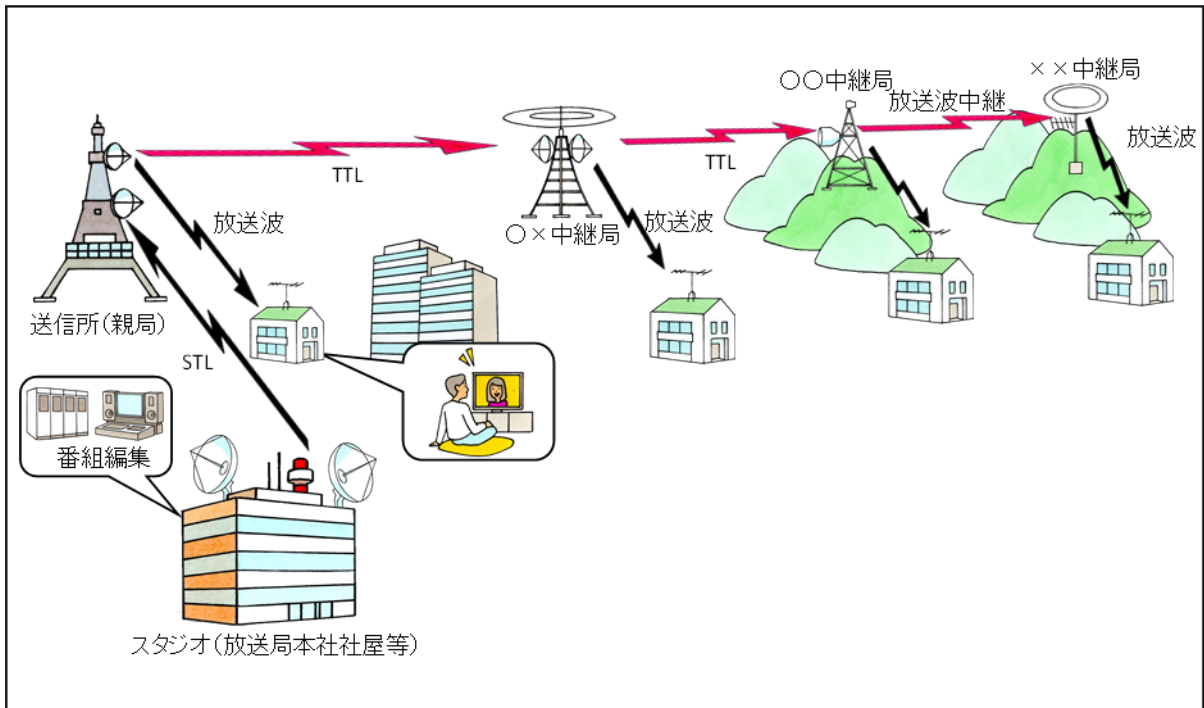 ××中継局
○○中継局
放送波中継
放送波
TTL
TTL
放送波
放送波
○×中継局
送信所(親局)
STL
番組編集
スタジオ(放送局本社社屋等)